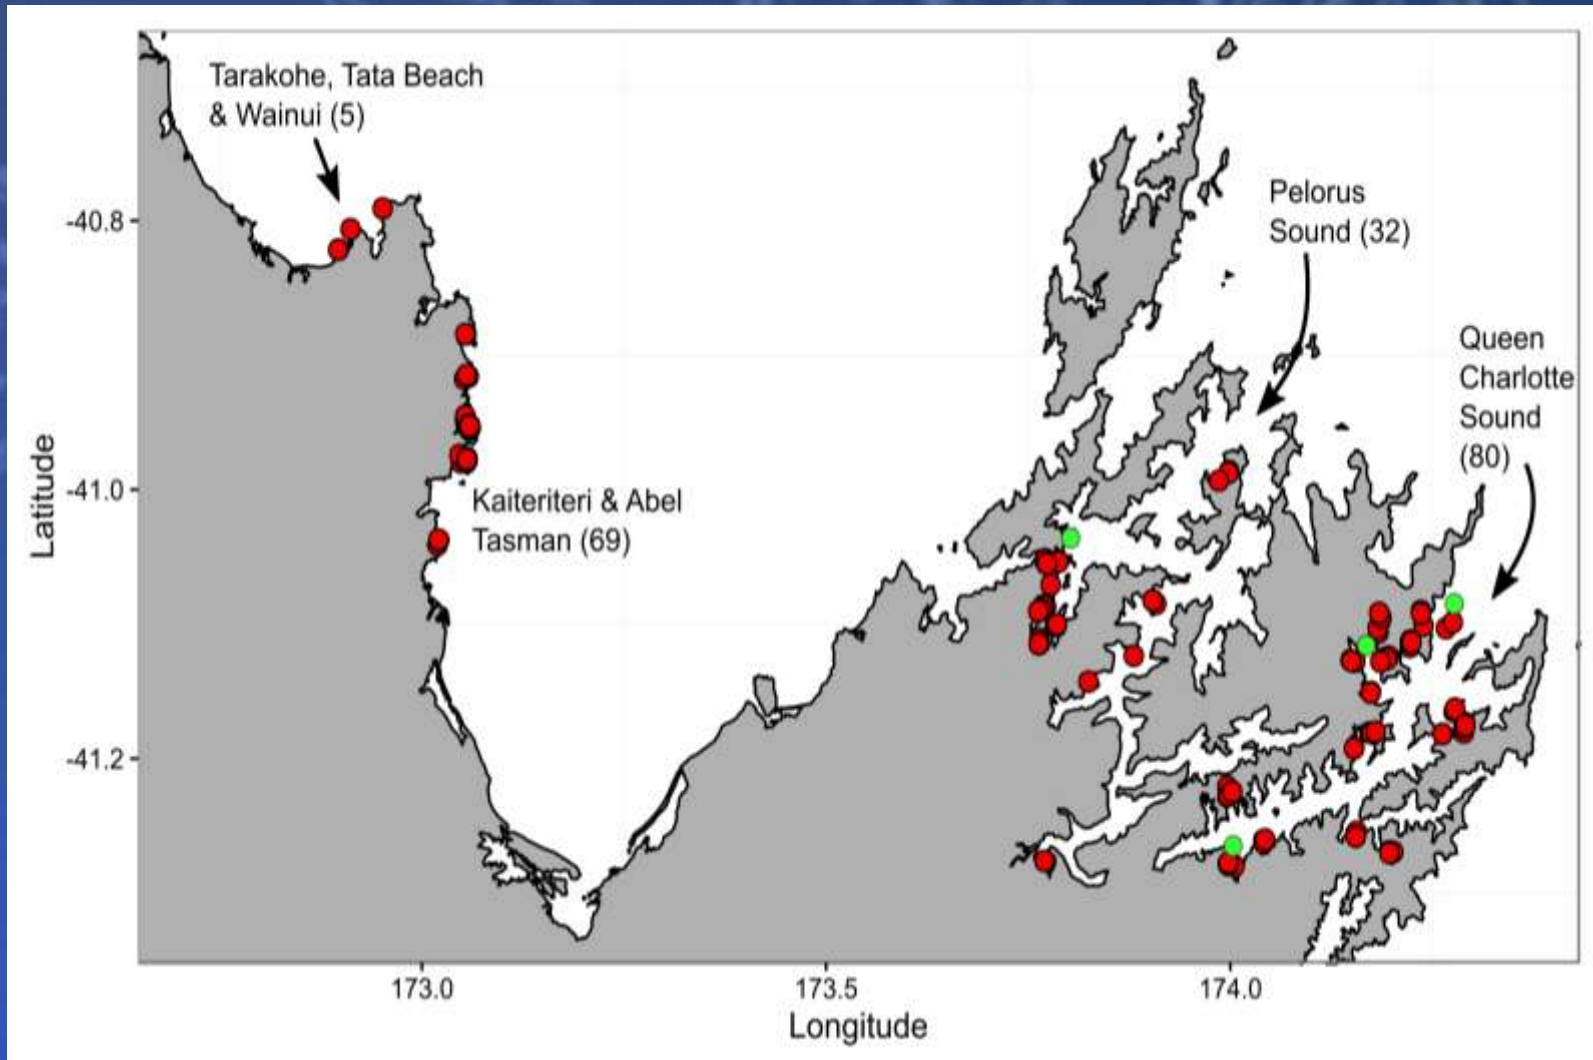 Tarakohe, Tata Beach
& Wainui (5)
Pelorus
Sound (32)
Queen
Charlotte
Sound
(80)
Kaiteriteri & Abel
Tasman (69)
-40.8
-41.0
-41.2
Latitude
173.0
173.5
174.0
Longitude